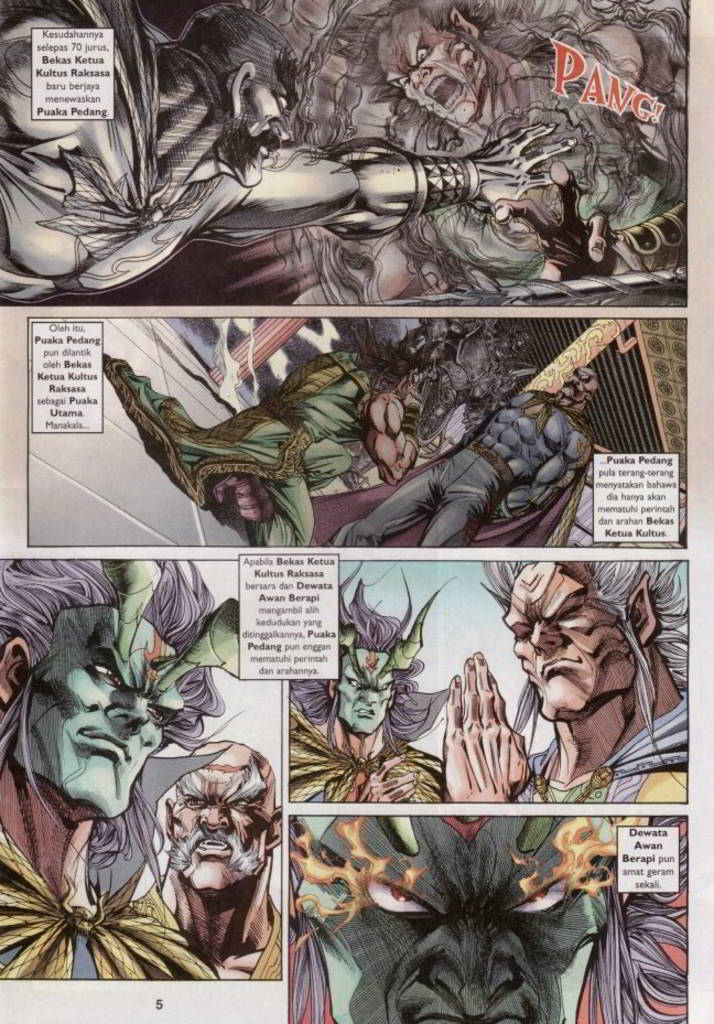 Kesudahannya
selepas 70 jurus,
Bekas Ketua
Kultus Raksasa
baru berjaya
menewaskan
Puaka Pedang.
PANG!
Oleh itu,
Puaka Pedang
pun dilantik
oleh Bekas
Ketua Kultus
Raksasa
sebagai Puaka
Utama.
Manakala...
...Puaka Pedang
pula terang-terang
menyatakan bahawa
dia hanya akan
mematuhi perintah
dan arahan Bekas
Ketua Kultus.
Apabila Bekas Ketua
Kultus Raksasa
bersara dan Dewata
Awan Berapi
mengambil alih
kedudukan yang
ditinggalkannya, Puaka
Pedang pun enggan
mematuhi perintah
dan arahannya.
Dewata
Awan
Berapi pun
amat geram
sekali.
5